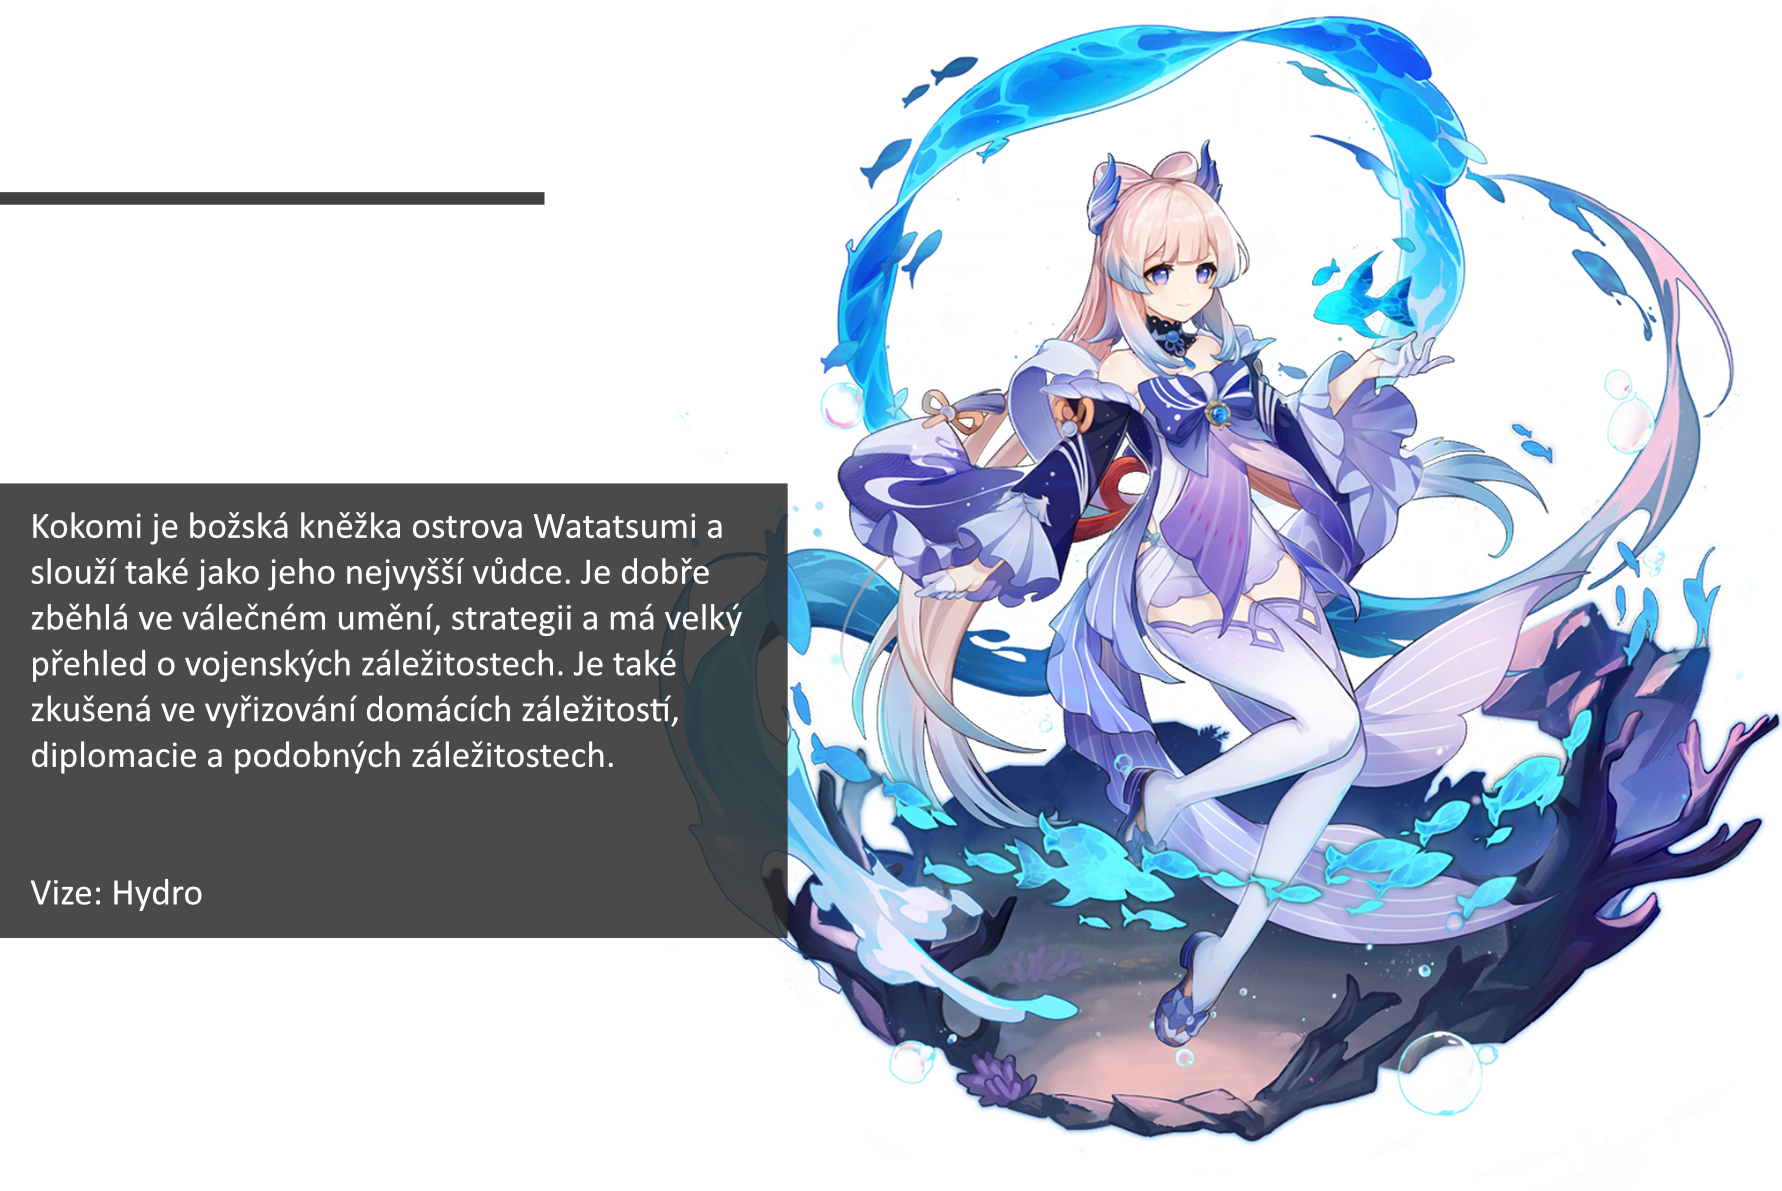 Kokomi je božská kněžka ostrova Watatsumi a
slouží také jako jeho nejvyšší vůdce. Je dobře
zběhlá ve válečném umění, strategii a má velký
přehled o vojenských záležitostech. Je také
zkušená ve vyřizování domácích záležitostí,
diplomacie a podobných záležitostech.
Vize: Hydro